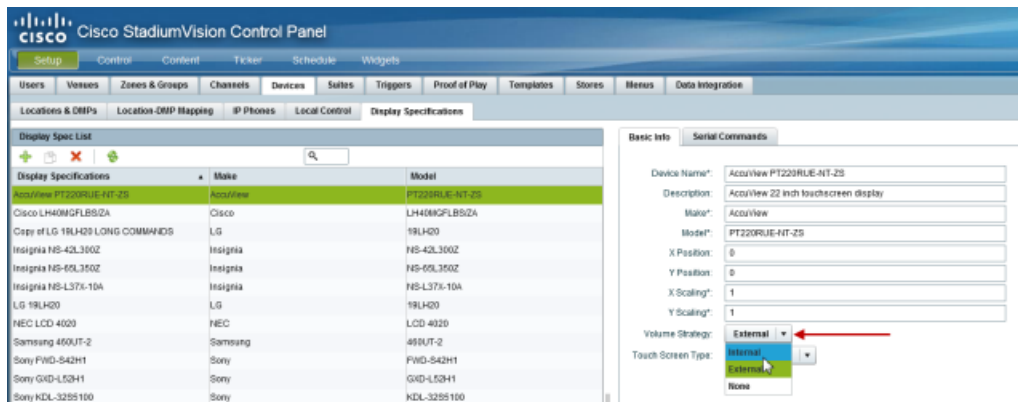 CISCO Cisco StadiumVision Control Panel
Setup Control Content Ticker Schedule Widgets
Users Venues Zones & Groups Channels Devices Suites Triggers Proof of Play Templates Stores Menus Data Integration
Locations & DMPs Location-DMP Mapping IP Phones Local Control Display Specifications
Display Spec List
Display Specifications Make Model
AccuView PT220RUE-NT-ZS AccuView PT220RUE-NT-ZS
Cisco LH40MGFLBS/ZA Cisco LH40MGFLBS/ZA
Copy of LG 19LH20 LONG COMMANDS LG 19LH20
Insignia NS-42L300Z Insignia NS-42L300Z
Insignia NS-65L350Z Insignia NS-65L350Z
Insignia NS-L37X-10A Insignia NS-L37X-10A
LG 19LH20 LG 19LH20
NEC LCD 4020 NEC LCD 4020
Samsung 460UT-2 Samsung 460UT-2
Sony FWD-S42H1 Sony FWD-S42H1
Sony GXD-L52H1 Sony GXD-L52H1
Sony KDL-32S5100 Sony KDL-32S5100
Basic Info Serial Commands
Device Name*: AccuView PT220RUE-NT-ZS
Description: AccuView 22 inch touchscreen display
Make*: AccuView
Model*: PT220RUE-NT-ZS
X Position: 0
Y Position: 0
X Scaling*: 1
Y Scaling*: 1
Volume Strategy: External
Touch Screen Type:
Internal
External
None